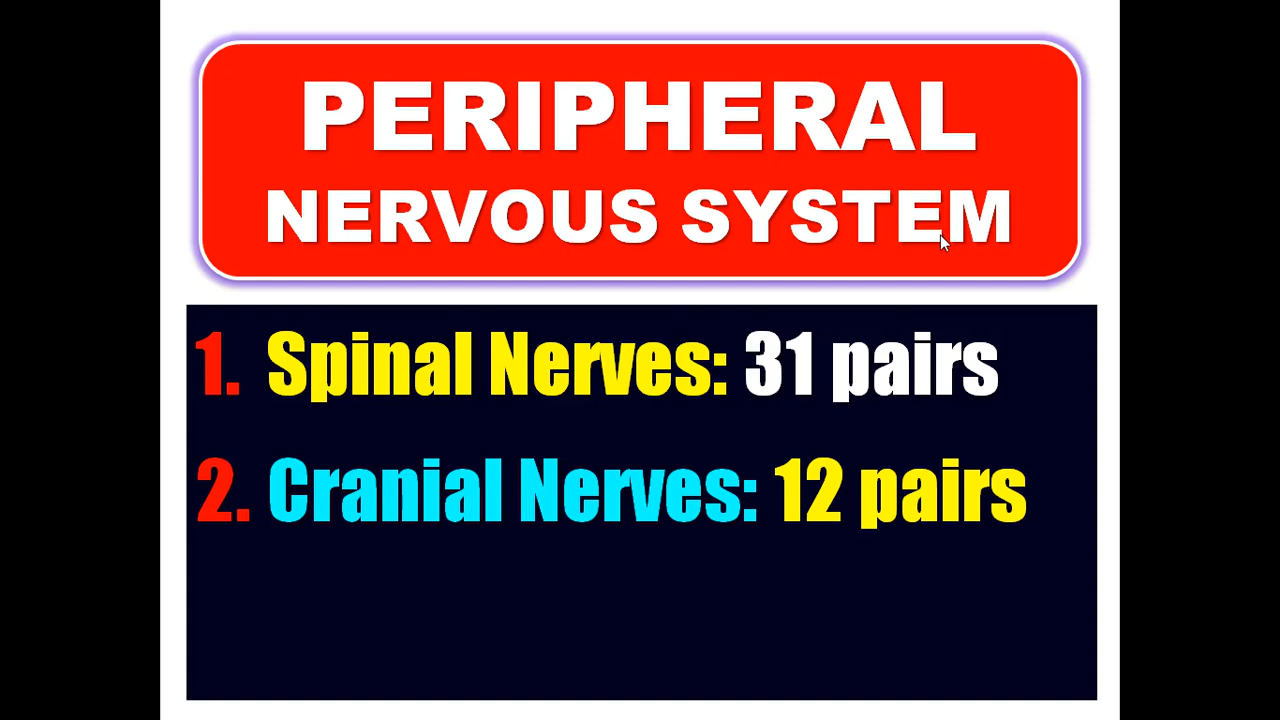 PERIPHERAL
NERVOUS SYSTEM
1. Spinal Nerves: 31 pairs
2. Cranial Nerves: 12 pairs